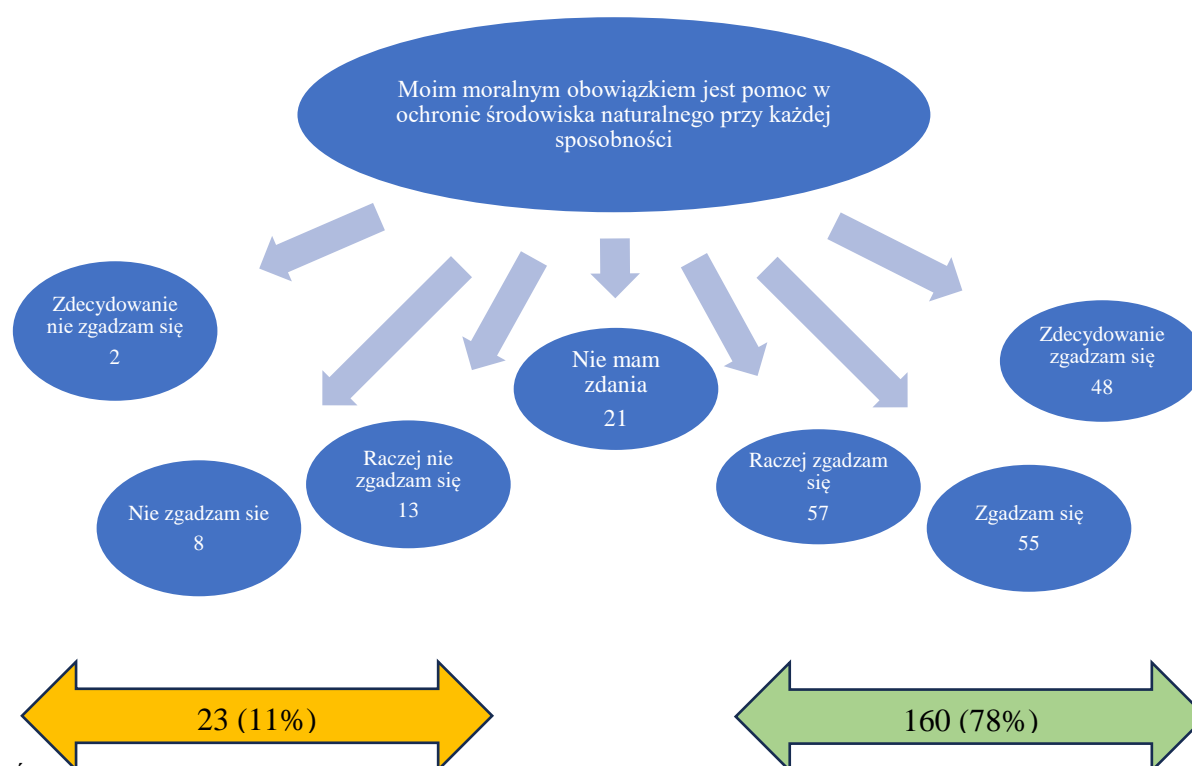 Moim moralnym obowiązkiem jest pomoc w
ochronie środowiska naturalnego przy każdej
sposobności
Zdecydowanie
nie zgadzam się
2
Nie zgadzam sie
8
Raczej nie
zgadzam się
13
Nie mam
zdania
21
Raczej zgadzam
się
57
Zgadzam się
55
Zdecydowanie
zgadzam się
48
23 (11%)
160 (78%)